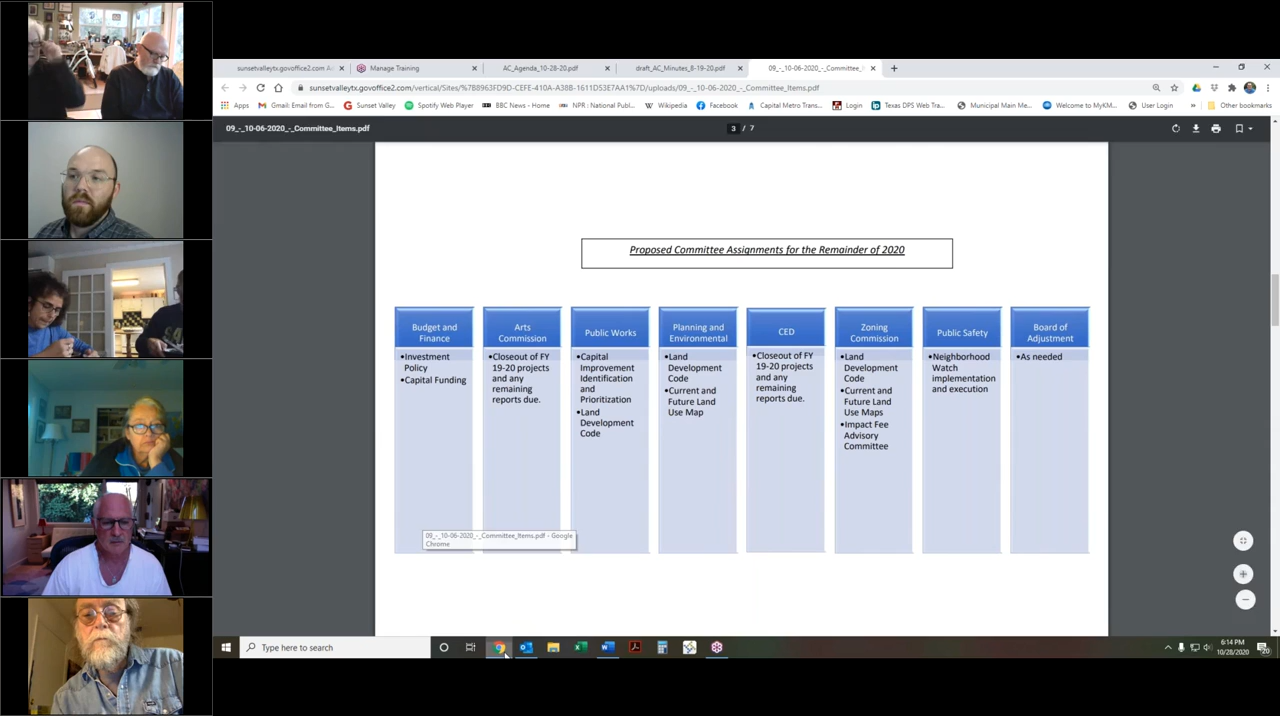 sunsetvalleytx.govoffice2.com A
Manage Training
AC_Agenda_10-28-20.pdf
draft_AC_Minutes_8-19-20.pdf
09_-_10-06-2020_-_Committee_I
sunsetvalleytx.govoffice2.com/vertical/Sites/%7B8963FD9D-CEFE-410A-A38B-1611D53E7AA1%7D/uploads/09_-_10-06-2020_-_Committee_Items.pdf
Apps
Gmail: Email from G...
Sunset Valley
Spotify Web Player
BBC News - Home
NPR : National Publ...
Wikipedia
Facebook
Capital Metro Trans...
Login
Texas DPS Web Tra...
Municipal Main Me...
Welcome to MyKM...
User Login
Other bookmarks
09_-_10-06-2020_-_Committee_Items.pdf
3 / 7
Proposed Committee Assignments for the Remainder of 2020
Budget and
Finance
•Investment
Policy
•Capital Funding
Arts
Commission
•Closeout of FY
19-20 projects
and any
remaining
reports due.
Public Works
•Capital
Improvement
Identification
and
Prioritization
•Land
Development
Code
Planning and
Environmental
•Land
Development
Code
•Current and
Future Land
Use Map
CED
•Closeout of FY
19-20 projects
and any
remaining
reports due.
Zoning
Commission
•Land
Development
Code
•Current and
Future Land
Use Maps
•Impact Fee
Advisory
Committee
Public Safety
•Neighborhood
Watch
implementation
and execution
Board of
Adjustment
•As needed
09_-_10-06-2020_-_Committee_Items.pdf - Google
Chrome
Type here to search
6:14 PM
10/28/2020
20